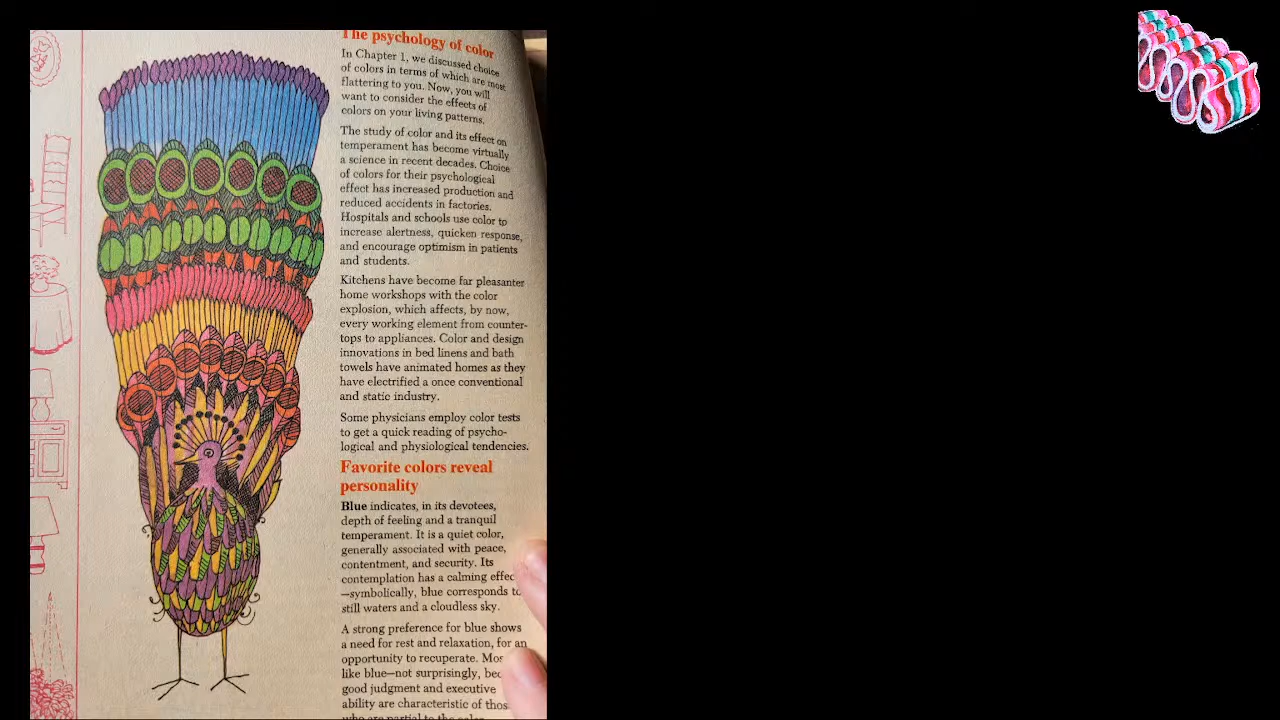 The psychology of color
In Chapter 1, we discussed choice
of colors in terms of which are most
flattering to you. Now, you will
want to consider the effects of
colors on your living patterns.
The study of color and its effect on
temperament has become virtually
a science in recent decades. Choice
of colors for their psychological
effect has increased production and
reduced accidents in factories.
Hospitals and schools use color to
increase alertness, quicken response,
and encourage optimism in patients
and students.
Kitchens have become far pleasanter
home workshops with the color
explosion, which affects, by now,
every working element from counter-
tops to appliances. Color and design
innovations in bed linens and bath
towels have animated homes as they
have electrified a once conventional
and static industry.
Some physicians employ color tests
to get a quick reading of psycho-
logical and physiological tendencies.
Favorite colors reveal
personality
Blue indicates, in its devotees,
depth of feeling and a tranquil
temperament. It is a quiet color,
generally associated with peace,
contentment, and security. Its
contemplation has a calming effec
—symbolically, blue corresponds to
still waters and a cloudless sky.
A strong preference for blue shows
a need for rest and relaxation, for an
opportunity to recuperate. Mos
like blue—not surprisingly, bec
good judgment and executive
ability are characteristic of thos
who are partial to the color